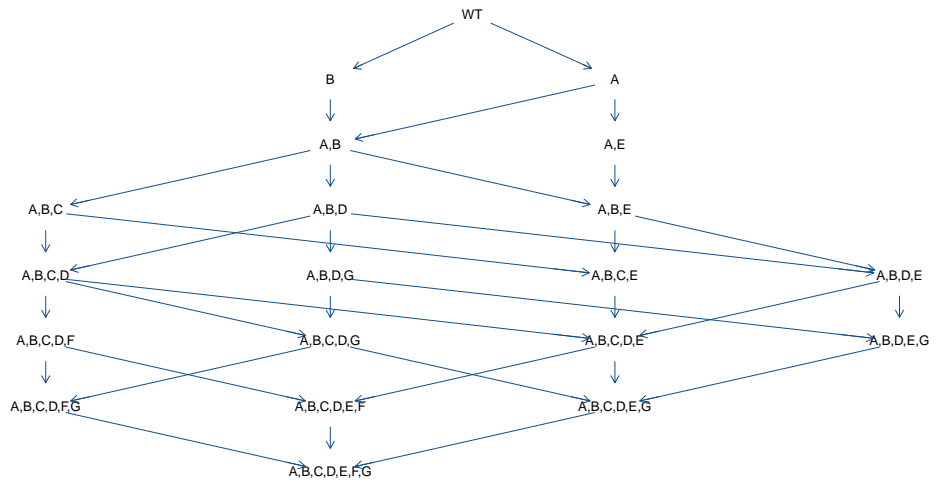 WT
B
A
A,B
A,E
A,B,C
A,B,D
A,B,E
A,B,C,D
A,B,D,G
A,B,C,E
A,B,D,E
A,B,C,D,F
A,B,C,D,G
A,B,C,D,E
A,B,D,E,G
A,B,C,D,F,G
A,B,C,D,E,F
A,B,C,D,E,G
A,B,C,D,E,F,G